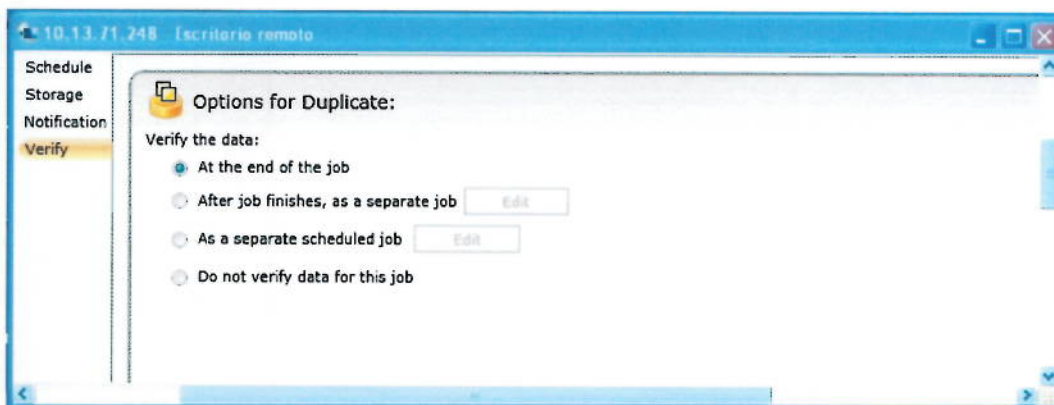 10.13.71.248 Escritorio remoto
Schedule
Storage
Notification
Verify
Options for Duplicate:
Verify the data:
At the end of the job
After job finishes, as a separate job Edit
As a separate scheduled job Edit
Do not verify data for this job